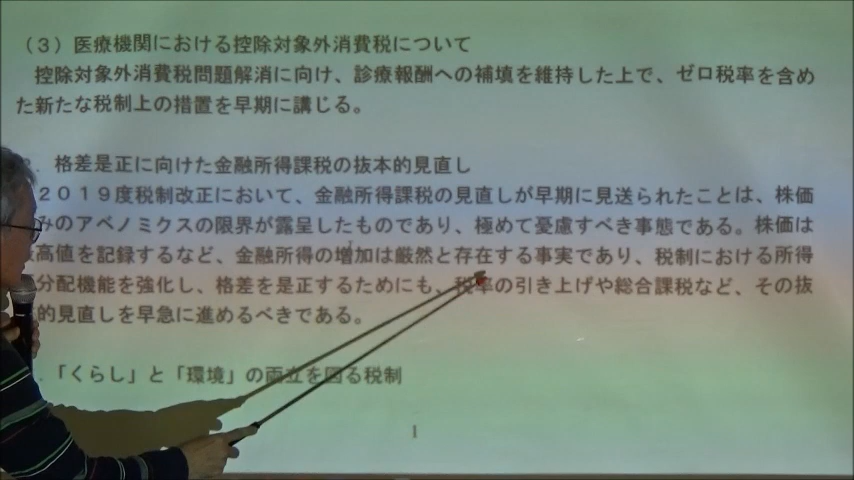 （３）医療機関における控除対象外消費税について
控除対象外消費税問題解消に向け、診療報酬への補填を維持した上で、ゼロ税率を含め
た新たな税制上の措置を早期に講じる。
格差是正に向けた金融所得課税の抜本的見直し
２０１９度税制改正において、金融所得課税の見直しが早期に見送られたことは、株価
みのアベノミクスの限界が露呈したものであり、極めて憂慮すべき事態である。株価は
高値を記録するなど、金融所得の増加は厳然と存在する事実であり、税制における所得
分配機能を強化し、格差を是正するためにも、税率の引き上げや総合課税など、その抜
的見直しを早急に進めるべきである。
「くらし」と「環境」の両立を図る税制
1